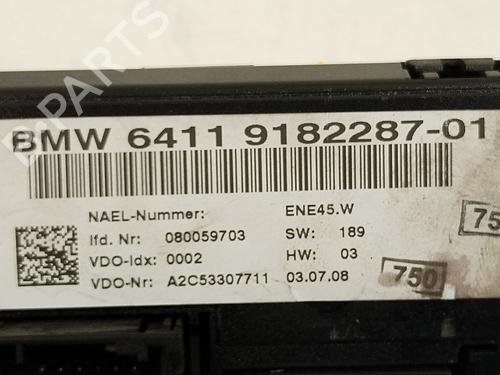 B-PARTS
BMW 6411 9182287-01
NAEL-Nummer: ENE45.W
lfd. Nr: 080059703 SW: 189
VDO-Idx: 0002 HW: 03
VDO-Nr: A2C53307711 03.07.08
750